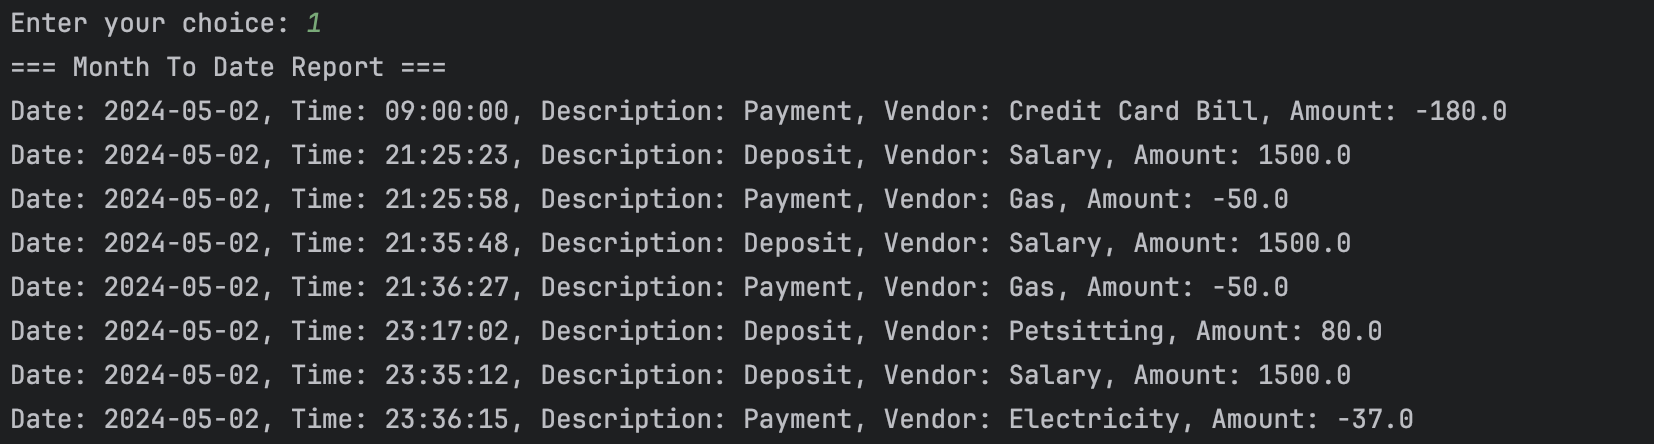 Enter your choice: 1
=== Month To Date Report ===
Date: 2024-05-02, Time: 09:00:00, Description: Payment, Vendor: Credit Card Bill, Amount: -180.0
Date: 2024-05-02, Time: 21:25:23, Description: Deposit, Vendor: Salary, Amount: 1500.0
Date: 2024-05-02, Time: 21:25:58, Description: Payment, Vendor: Gas, Amount: -50.0
Date: 2024-05-02, Time: 21:35:48, Description: Deposit, Vendor: Salary, Amount: 1500.0
Date: 2024-05-02, Time: 21:36:27, Description: Payment, Vendor: Gas, Amount: -50.0
Date: 2024-05-02, Time: 23:17:02, Description: Deposit, Vendor: Petsitting, Amount: 80.0
Date: 2024-05-02, Time: 23:35:12, Description: Deposit, Vendor: Salary, Amount: 1500.0
Date: 2024-05-02, Time: 23:36:15, Description: Payment, Vendor: Electricity, Amount: -37.0